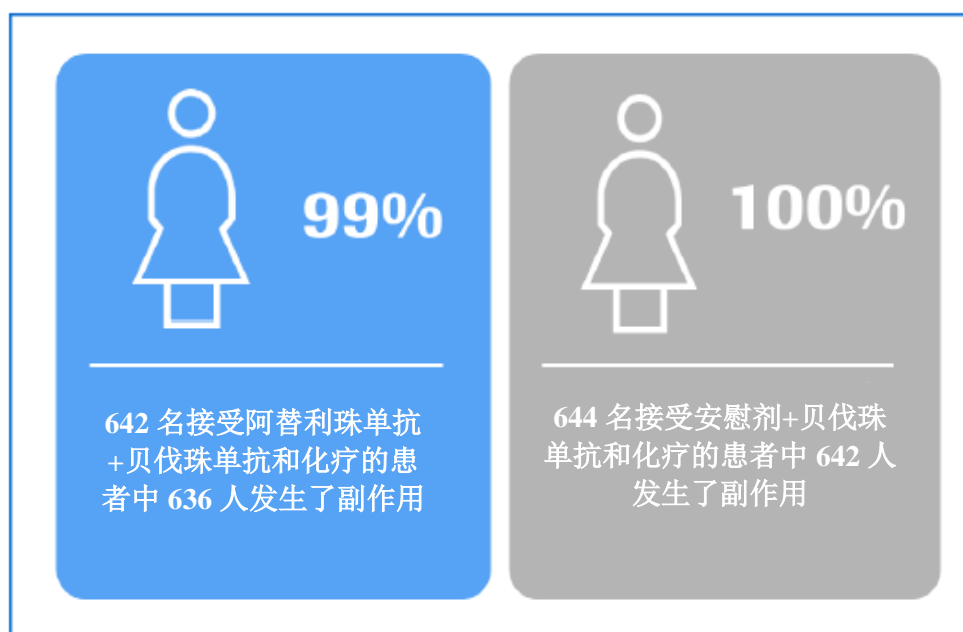 99%
642 名接受阿替利珠单抗
+贝伐珠单抗和化疗的患
者中 636 人发生了副作用
100%
644 名接受安慰剂+贝伐珠
单抗和化疗的患者中 642 人
发生了副作用